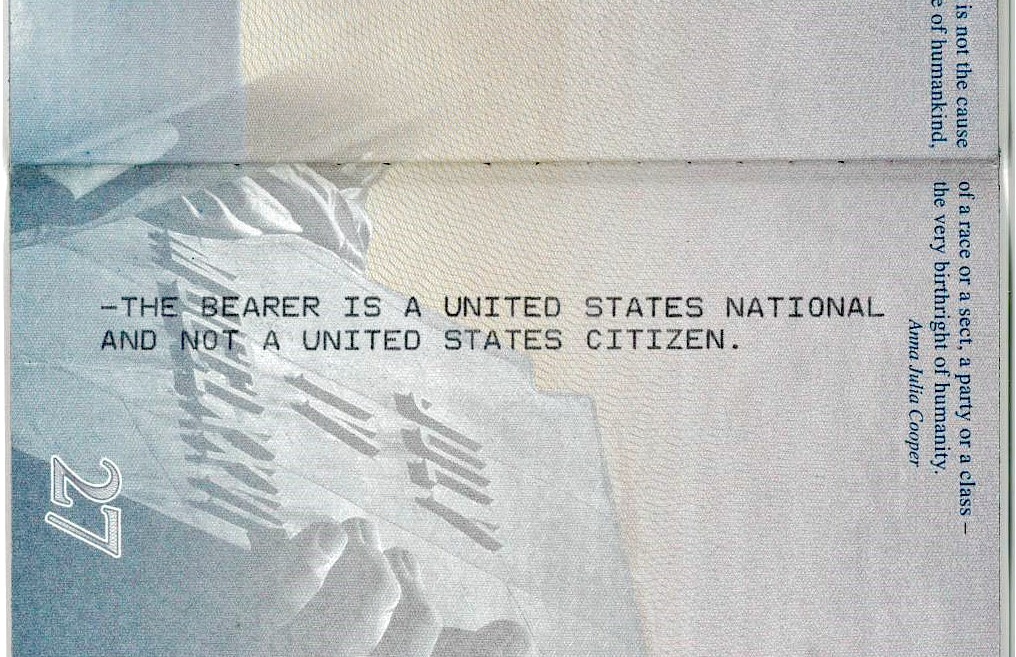 -THE BEARER IS A UNITED STATES NATIONAL
AND NOT A UNITED STATES CITIZEN.
is not the cause of a race or a sect, a party or a class –
of humankind, the very birthright of humanity.
Anna Julia Cooper
27